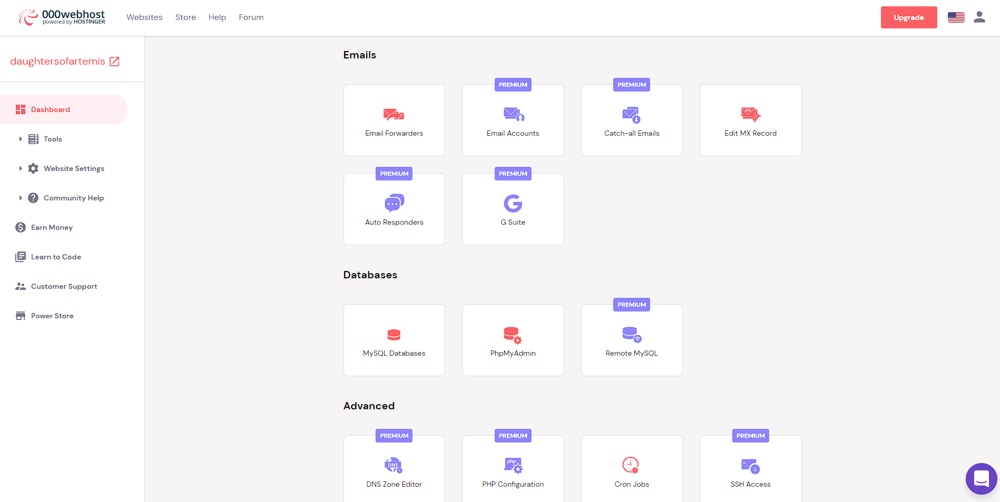 000webhost
powered by HOSTINGER
Websites
Store
Help
Forum
Upgrade
daughtersofartemis
Dashboard
Tools
Website Settings
Community Help
Earn Money
Learn to Code
Customer Support
Power Store
Emails
Email Forwarders
PREMIUM
Email Accounts
PREMIUM
Catch-all Emails
MX
Edit MX Record
PREMIUM
Auto Responders
PREMIUM
G Suite
Databases
MySQL Databases
PhpMyAdmin
PREMIUM
Remote MySQL
Advanced
PREMIUM
DNS
DNS Zone Editor
PREMIUM
php
PHP Configuration
Cron Jobs
PREMIUM
SSH Access